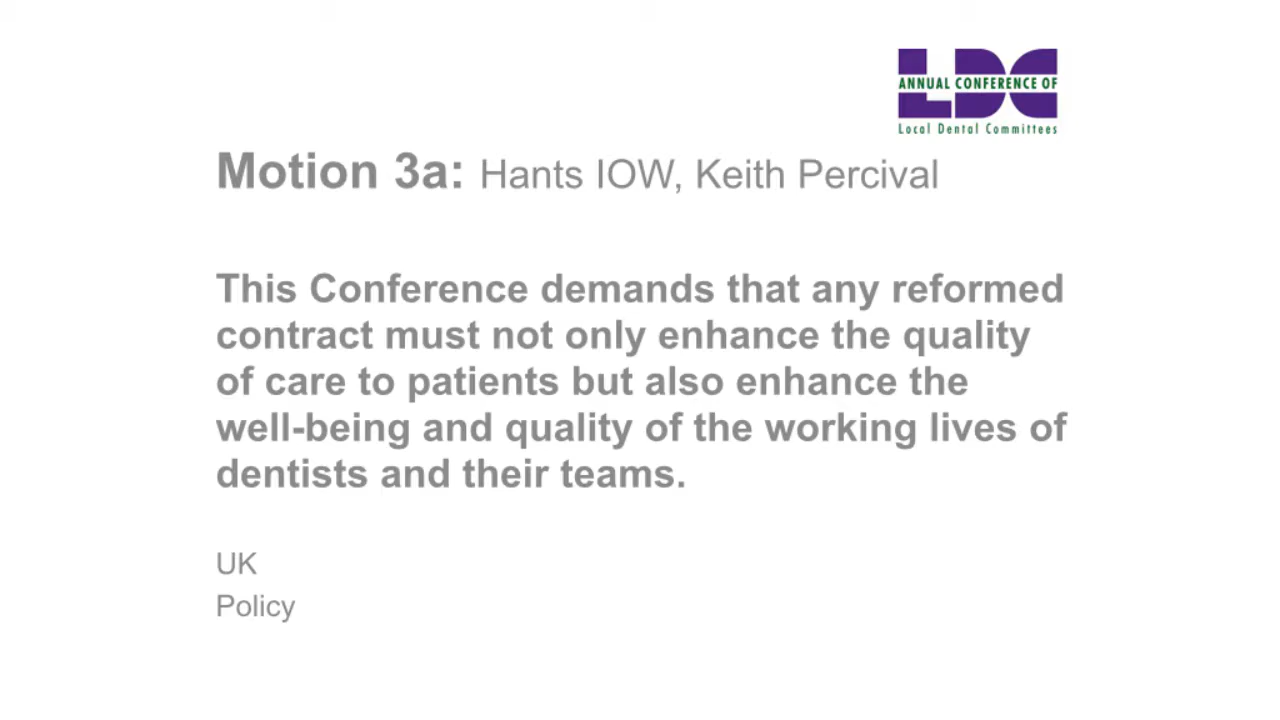 LDC
ANNUAL CONFERENCE OF
Local Dental Committees
Motion 3a: Hants IOW, Keith Percival
This Conference demands that any reformed
contract must not only enhance the quality
of care to patients but also enhance the
well-being and quality of the working lives of
dentists and their teams.
UK
Policy